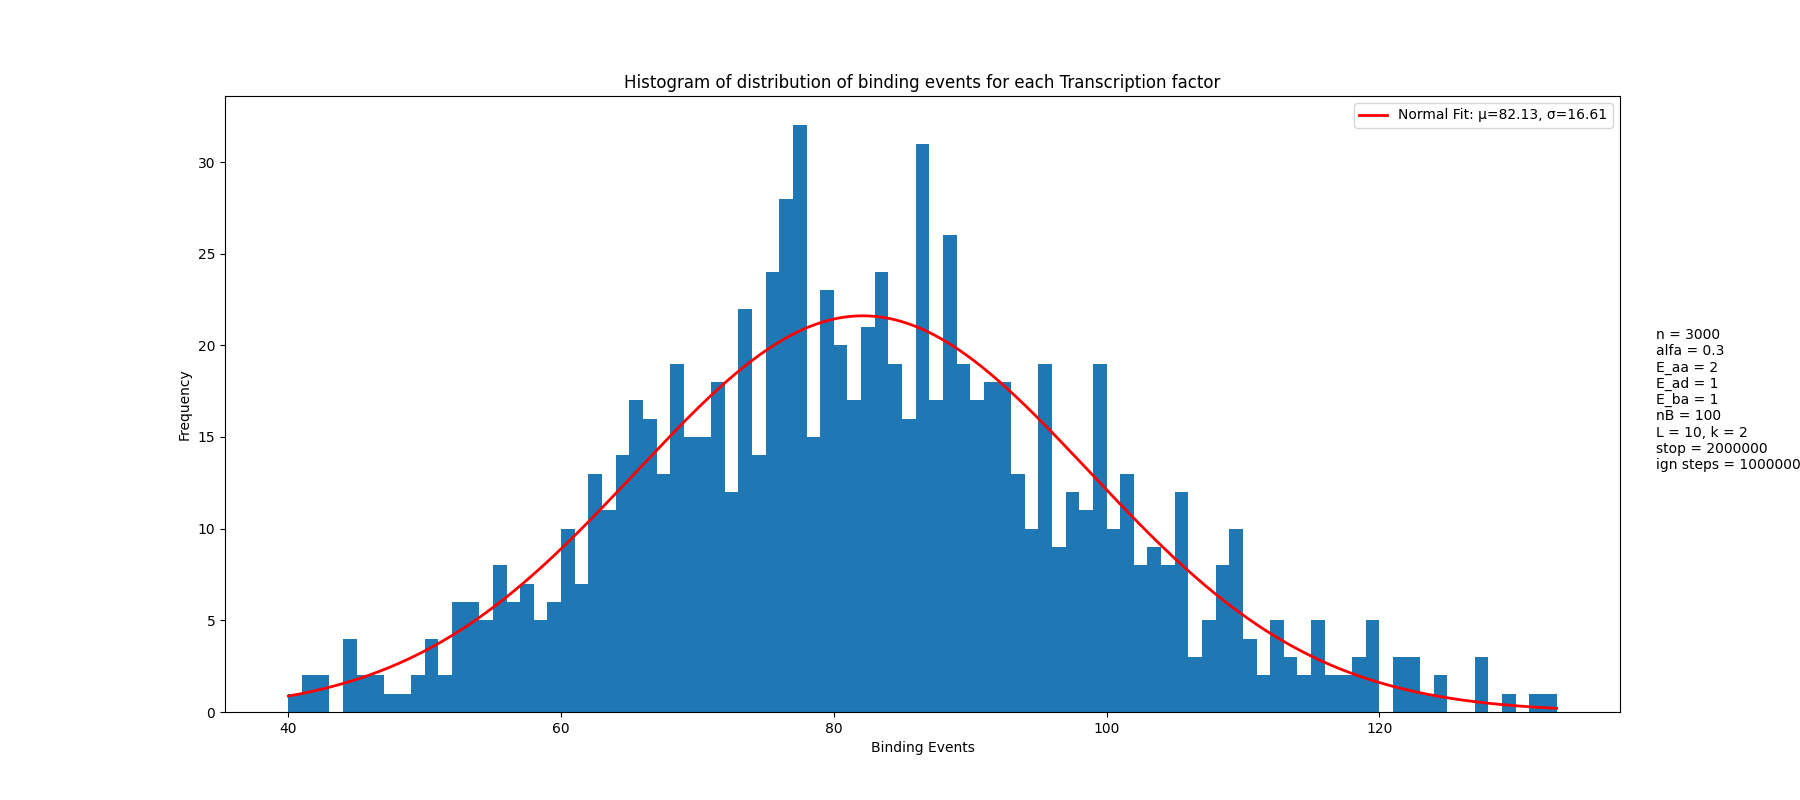 Histogram of distribution of binding events for each Transcription factor
Normal Fit: μ=82.13, σ=16.61
30
25
20
15
10
5
0
Frequency
40 60 80 100 120
Binding Events
n = 3000
alfa = 0.3
E_aa = 2
E_ad = 1
E_ba = 1
nB = 100
L = 10, k = 2
stop = 2000000
ign steps = 1000000